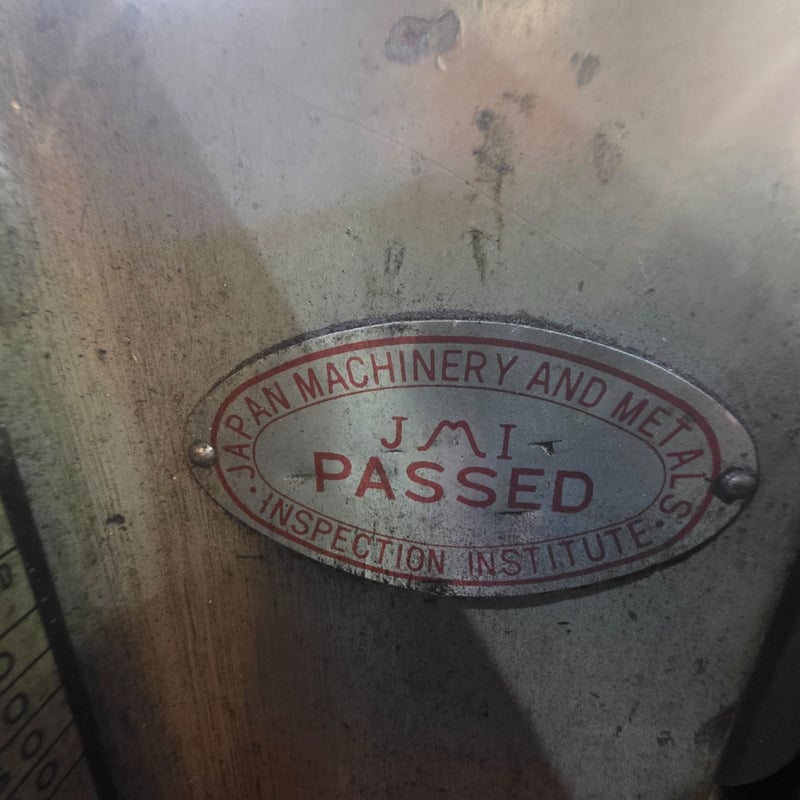 JAPAN MACHINERY AND METALS
JMI
PASSED
INSPECTION INSTITUTE